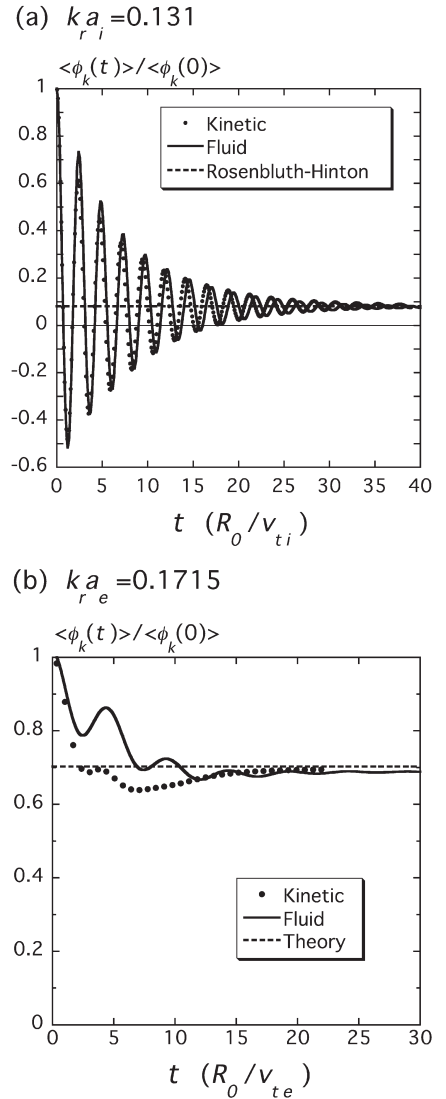 (a) k_r a_i=0.131
<ϕ_k(t)>/<ϕ_k(0)>
1
0.8
0.6
0.4
0.2
0
-0.2
-0.4
-0.6
Kinetic
Fluid
Rosenbluth-Hinton
0 5 10 15 20 25 30 35 40
t (R_0/v_ti)
(b) k_r a_e=0.1715
<ϕ_k(t)>/<ϕ_k(0)>
1
0.8
0.6
0.4
0.2
0
Kinetic
Fluid
Theory
0 5 10 15 20 25 30
t (R_0/v_te)